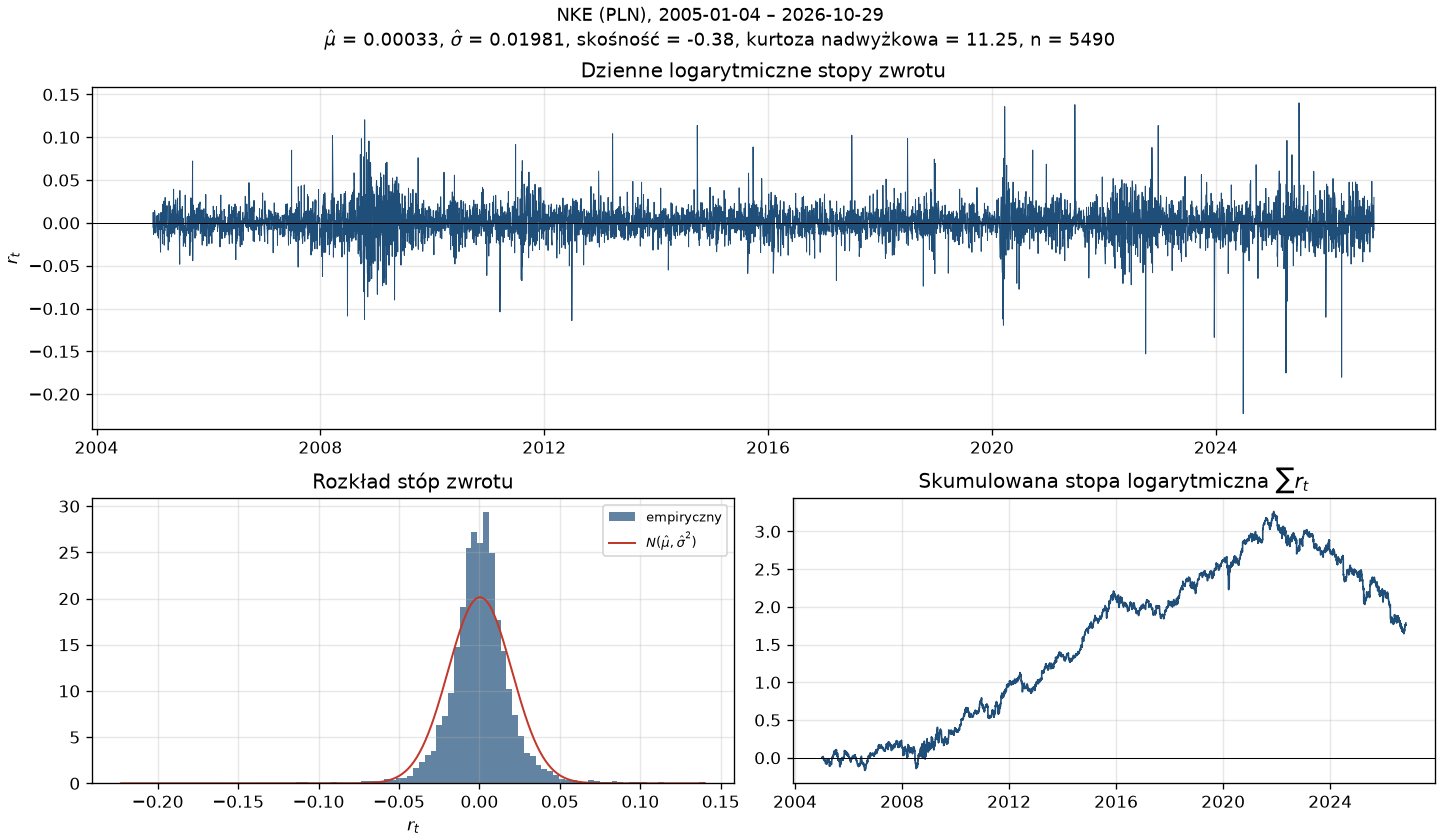 NKE (PLN), 2005-01-04 – 2026-10-29
μ̂ = 0.00033, σ̂ = 0.01981, skośność = -0.38, kurtoza nadwyżkowa = 11.25, n = 5490
Dzienne logarytmiczne stopy zwrotu
0.15
0.10
0.05
0.00
−0.05
−0.10
−0.15
−0.20
r_t
2004 2008 2012 2016 2020 2024
Rozkład stóp zwrotu
30
25
20
15
10
5
0
empiryczny
N(μ̂, σ̂²)
−0.20 −0.15 −0.10 −0.05 0.00 0.05 0.10 0.15
r_t
Skumulowana stopa logarytmiczna ∑r_t
3.0
2.5
2.0
1.5
1.0
0.5
0.0
2004 2008 2012 2016 2020 2024